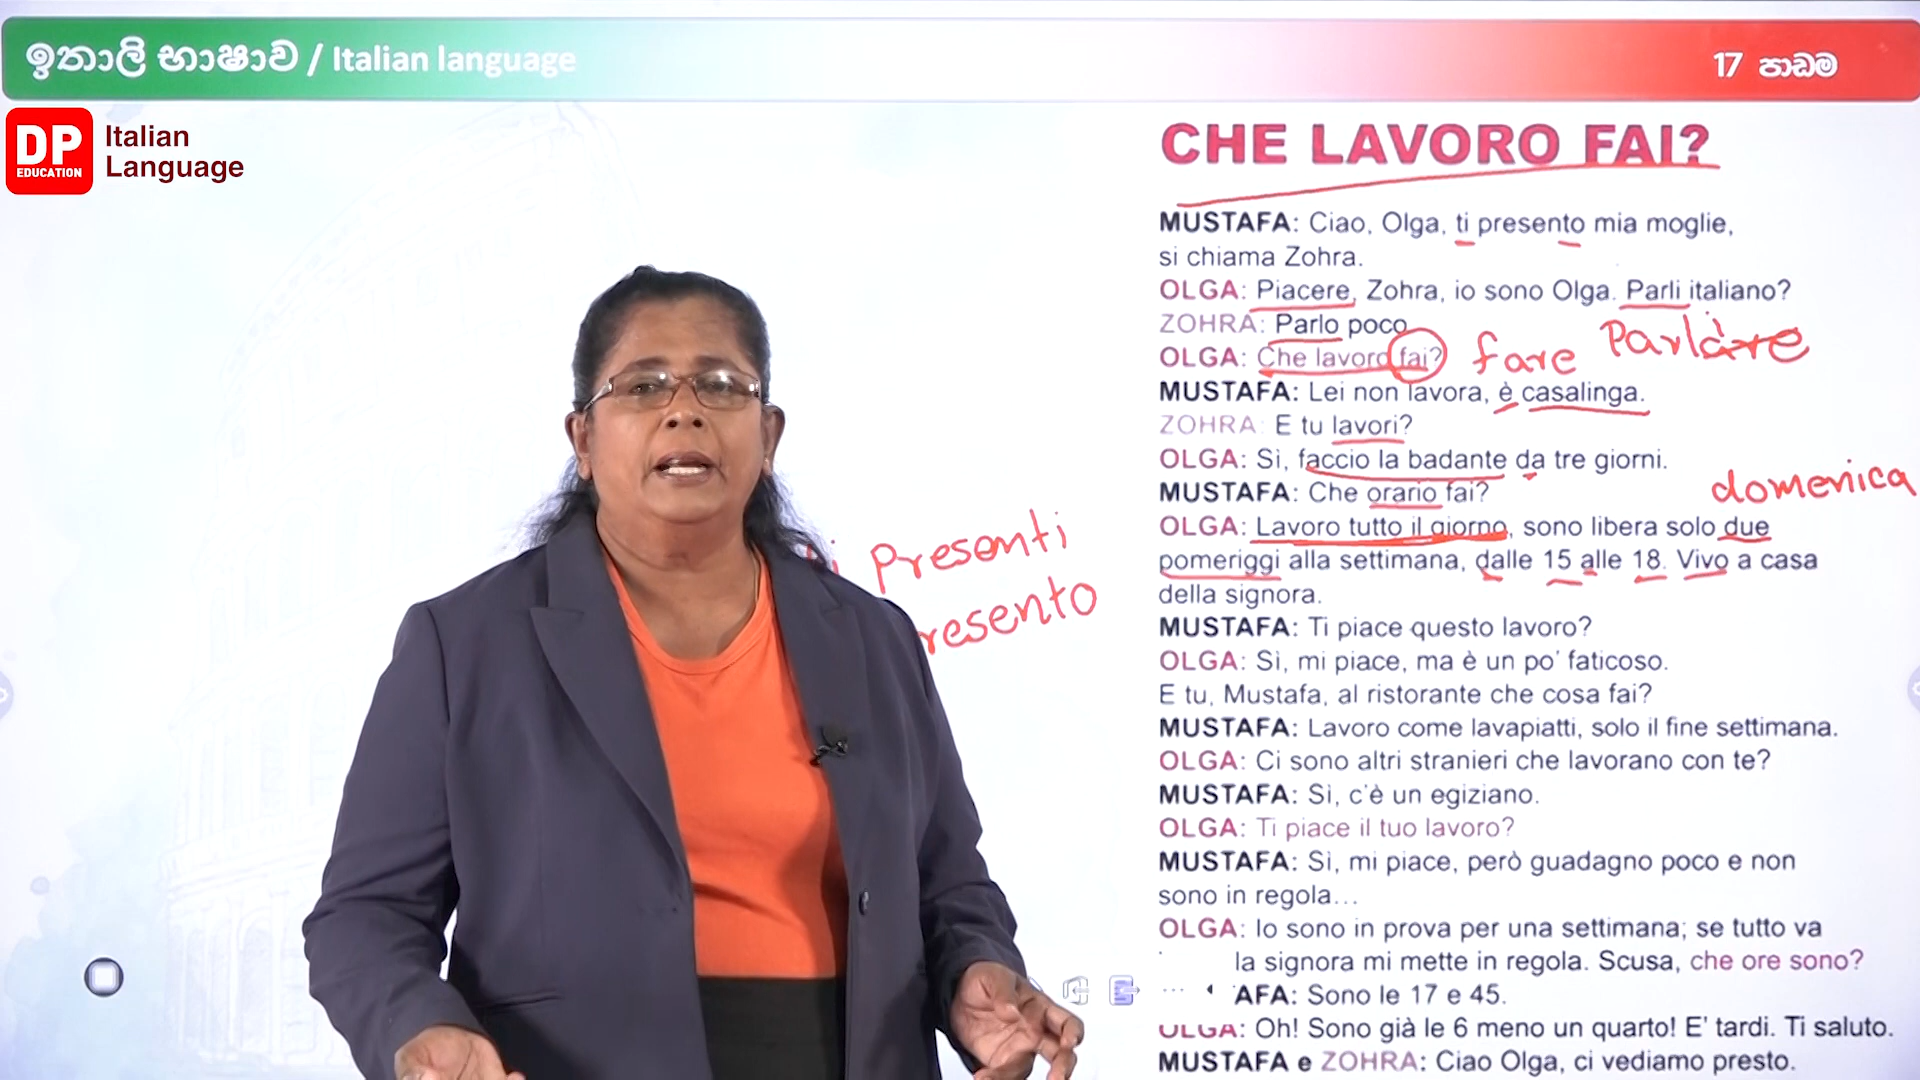 ඉතාලි භාෂාව / Italian language
17 පාඩම
DP
EDUCATION
Italian
Language
CHE LAVORO FAI?
MUSTAFA: Ciao, Olga, ti presento mia moglie,
si chiama Zohra.
OLGA: Piacere, Zohra, io sono Olga. Parli italiano?
ZOHRA: Parlo poco
OLGA: Che lavoro fai?
fare
Parlare
MUSTAFA: Lei non lavora, è casalinga.
ZOHRA: E tu lavori?
OLGA: Sì, faccio la badante da tre giorni.
MUSTAFA: Che orario fai?
domenica
OLGA: Lavoro tutto il giorno, sono libera solo due
pomeriggi alla settimana, dalle 15 alle 18. Vivo a casa
della signora.
Presenti
resento
MUSTAFA: Ti piace questo lavoro?
OLGA: Sì, mi piace, ma è un po' faticoso.
E tu, Mustafa, al ristorante che cosa fai?
MUSTAFA: Lavoro come lavapiatti, solo il fine settimana.
OLGA: Ci sono altri stranieri che lavorano con te?
MUSTAFA: Sì, c'è un egiziano.
OLGA: Ti piace il tuo lavoro?
MUSTAFA: Sì, mi piace, però guadagno poco e non
sono in regola...
OLGA: Io sono in prova per una settimana; se tutto va
la signora mi mette in regola. Scusa, che ore sono?
AFA: Sono le 17 e 45.
OLGA: Oh! Sono già le 6 meno un quarto! E' tardi. Ti saluto.
MUSTAFA e ZOHRA: Ciao Olga, ci vediamo presto.